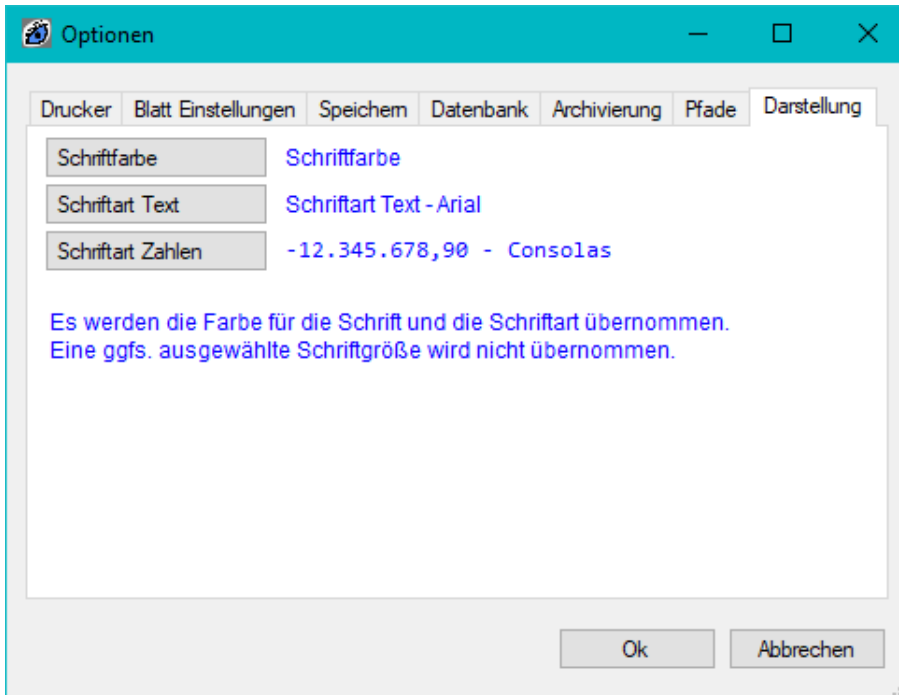 Optionen
Drucker Blatt Einstellungen Speichern Datenbank Archivierung Pfade Darstellung
Schriftfarbe Schriftfarbe
Schriftart Text Schriftart Text - Arial
Schriftart Zahlen -12.345.678,90 - Consolas
Es werden die Farbe für die Schrift und die Schriftart übernommen.
Eine ggfs. ausgewählte Schriftgröße wird nicht übernommen.
Ok Abbrechen